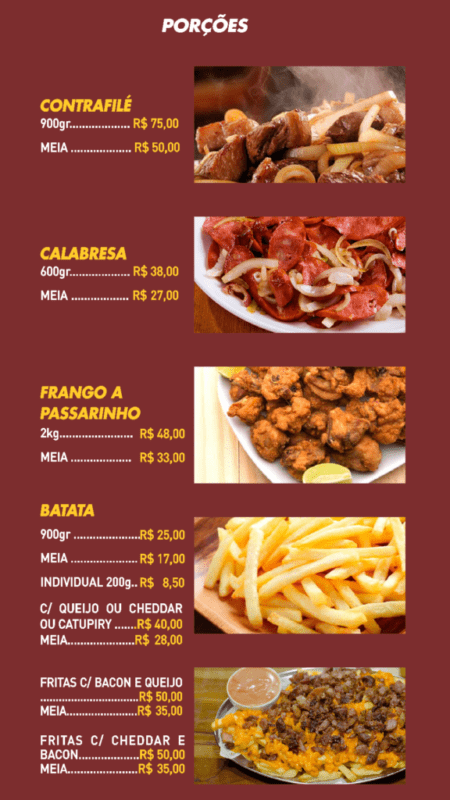 PORÇÕES
CONTRAFILÉ
900gr................... R$ 75,00
MEIA ................... R$ 50,00
CALABRESA
600gr................... R$ 38,00
MEIA .................. R$ 27,00
FRANGO A
PASSARINHO
2kg....................... R$ 48,00
MEIA ................... R$ 33,00
BATATA
900gr .....................R$ 25,00
MEIA .....................R$ 17,00
INDIVIDUAL 200g.. R$ 8,50
C/ QUEIJO OU CHEDDAR
OU CATUPIRY .......R$ 40,00
MEIA.....................R$ 28,00
FRITAS C/ BACON E QUEIJO
...............................R$ 50,00
MEIA......................R$ 35,00
FRITAS C/ CHEDDAR E
BACON...................R$ 50,00
MEIA......................R$ 35,00